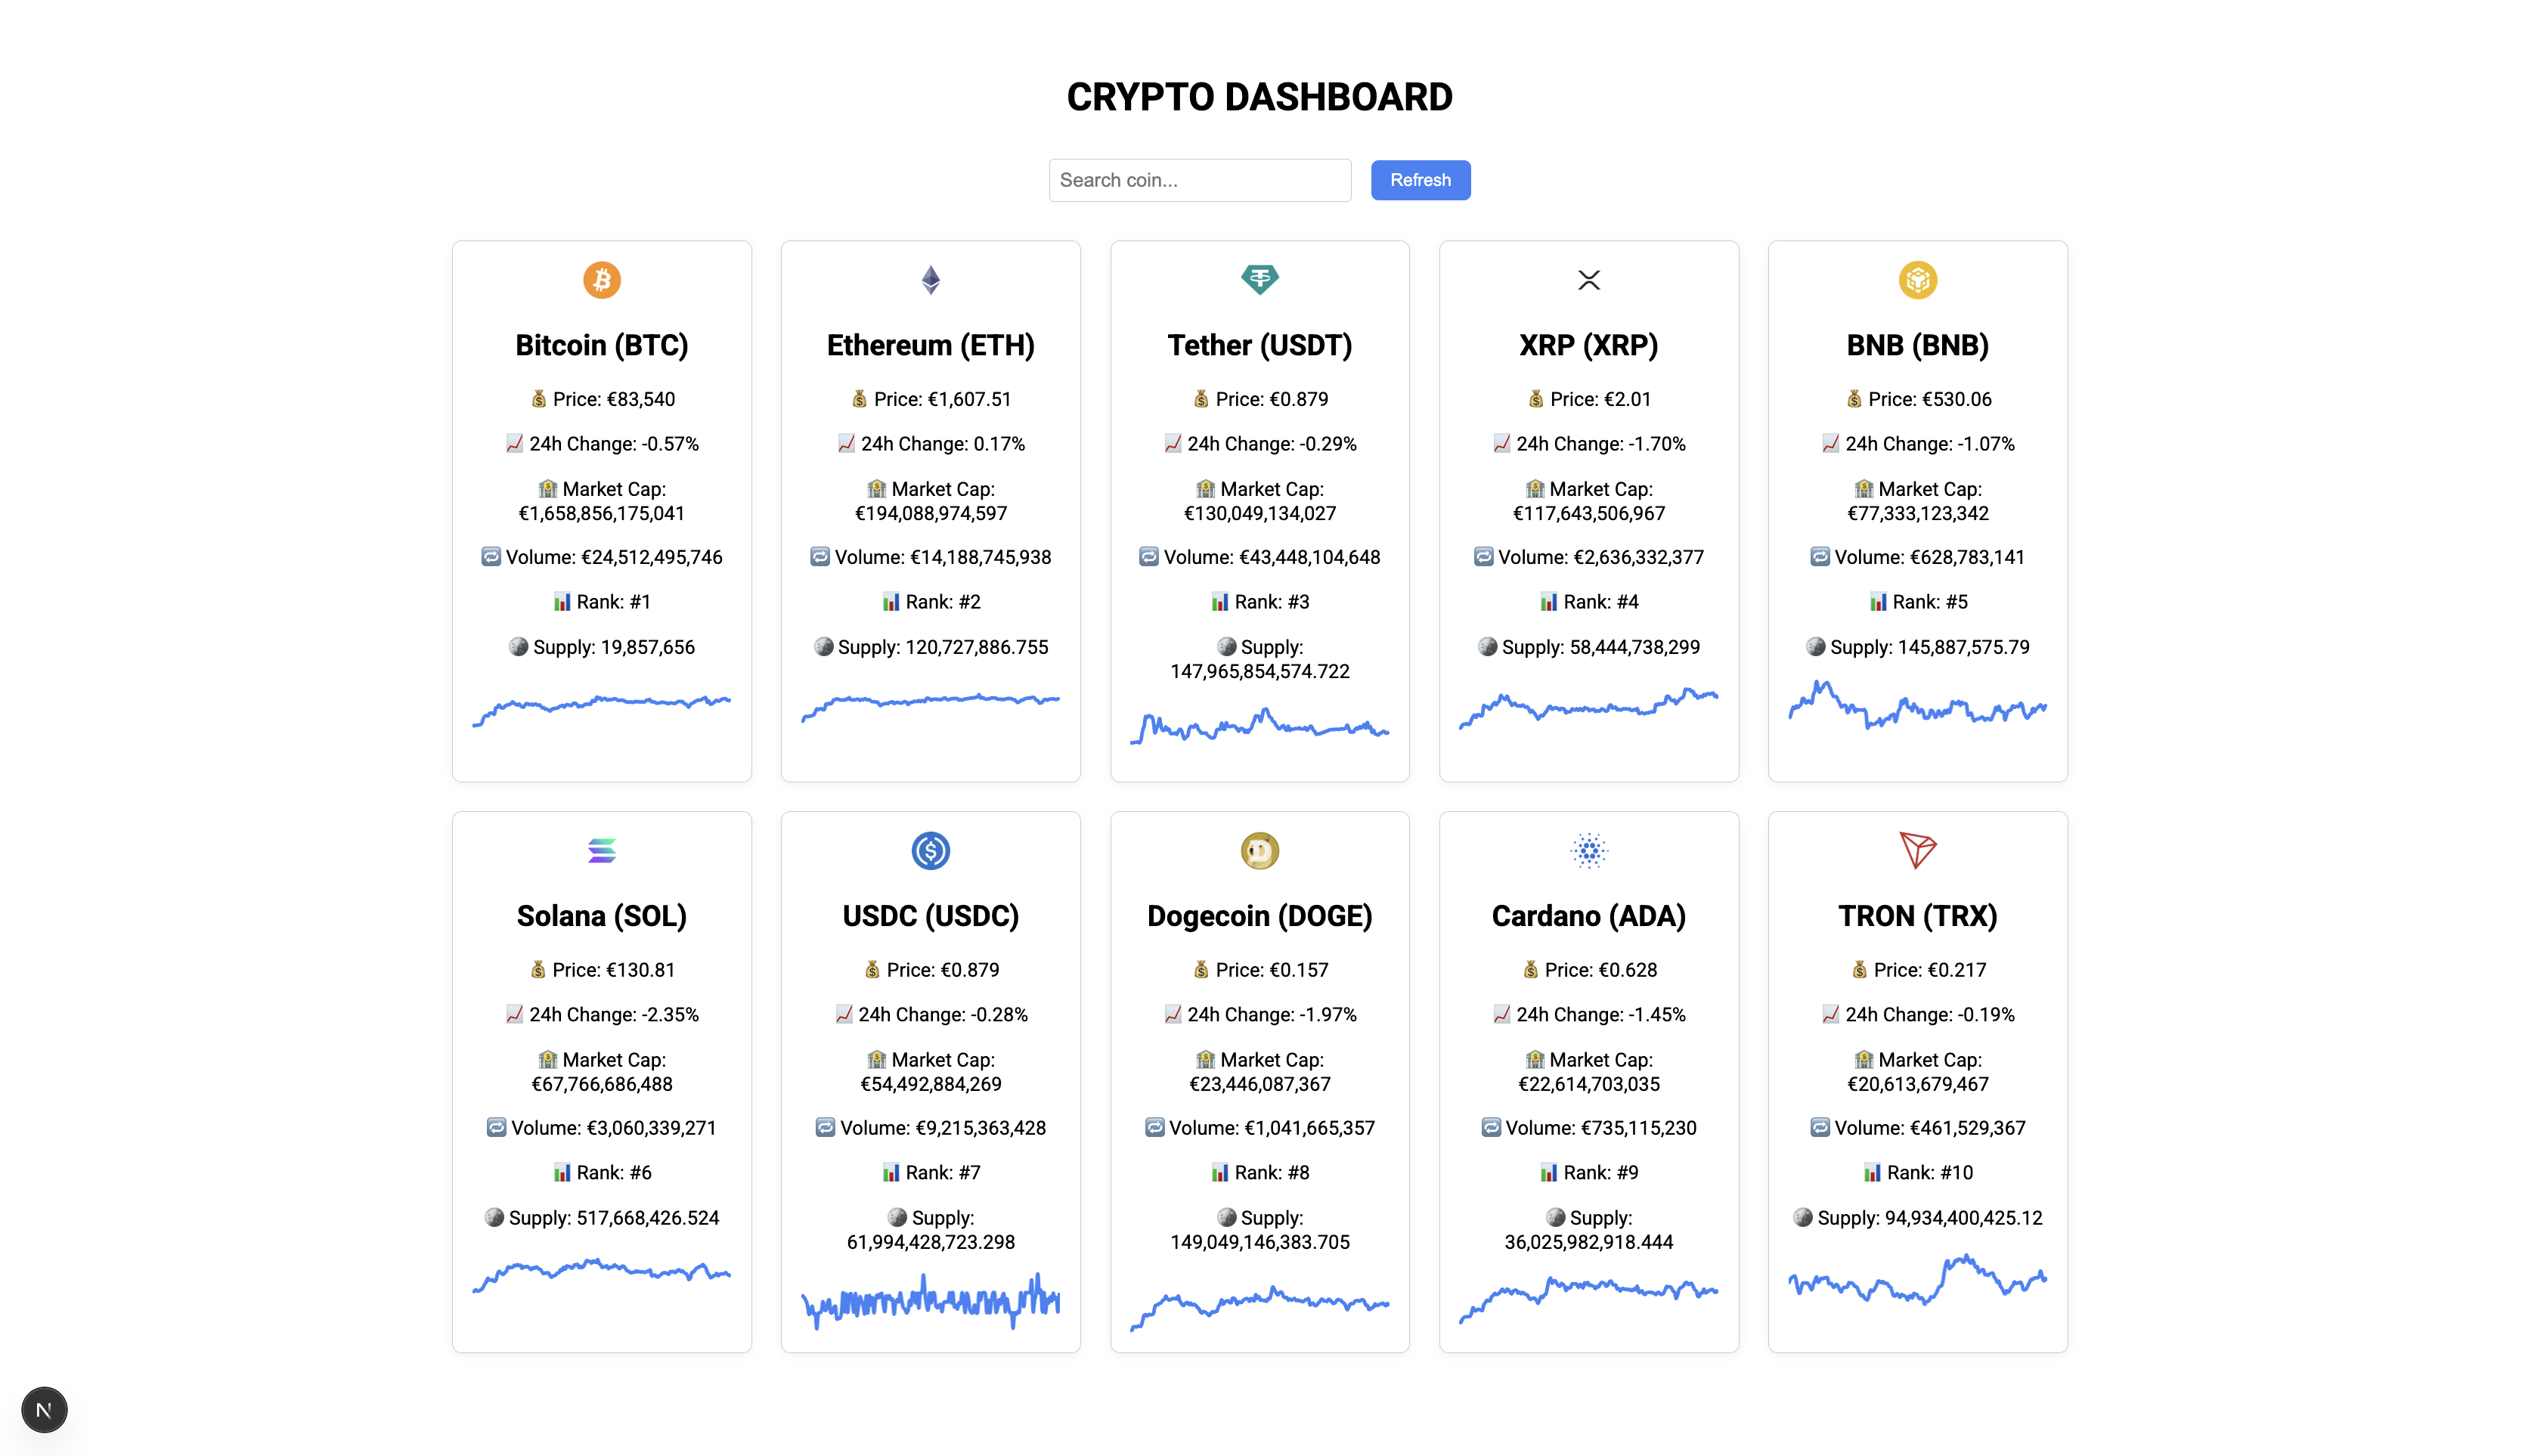 CRYPTO DASHBOARD
Search coin...
Refresh
Bitcoin (BTC)
💰 Price: €83,540
📈 24h Change: -0.57%
🏦 Market Cap:
€1,658,856,175,041
🔁 Volume: €24,512,495,746
📊 Rank: #1
🪙 Supply: 19,857,656
Ethereum (ETH)
💰 Price: €1,607.51
📈 24h Change: 0.17%
🏦 Market Cap:
€194,088,974,597
🔁 Volume: €14,188,745,938
📊 Rank: #2
🪙 Supply: 120,727,886.755
Tether (USDT)
💰 Price: €0.879
📈 24h Change: -0.29%
🏦 Market Cap:
€130,049,134,027
🔁 Volume: €43,448,104,648
📊 Rank: #3
🪙 Supply:
147,965,854,574.722
XRP (XRP)
💰 Price: €2.01
📈 24h Change: -1.70%
🏦 Market Cap:
€117,643,506,967
🔁 Volume: €2,636,332,377
📊 Rank: #4
🪙 Supply: 58,444,738,299
BNB (BNB)
💰 Price: €530.06
📈 24h Change: -1.07%
🏦 Market Cap:
€77,333,123,342
🔁 Volume: €628,783,141
📊 Rank: #5
🪙 Supply: 145,887,575.79
Solana (SOL)
💰 Price: €130.81
📈 24h Change: -2.35%
🏦 Market Cap:
€67,766,686,488
🔁 Volume: €3,060,339,271
📊 Rank: #6
🪙 Supply: 517,668,426.524
USDC (USDC)
💰 Price: €0.879
📈 24h Change: -0.28%
🏦 Market Cap:
€54,492,884,269
🔁 Volume: €9,215,363,428
📊 Rank: #7
🪙 Supply:
61,994,428,723.298
Dogecoin (DOGE)
💰 Price: €0.157
📈 24h Change: -1.97%
🏦 Market Cap:
€23,446,087,367
🔁 Volume: €1,041,665,357
📊 Rank: #8
🪙 Supply:
149,049,146,383.705
Cardano (ADA)
💰 Price: €0.628
📈 24h Change: -1.45%
🏦 Market Cap:
€22,614,703,035
🔁 Volume: €735,115,230
📊 Rank: #9
🪙 Supply:
36,025,982,918.444
TRON (TRX)
💰 Price: €0.217
📈 24h Change: -0.19%
🏦 Market Cap:
€20,613,679,467
🔁 Volume: €461,529,367
📊 Rank: #10
🪙 Supply: 94,934,400,425.12
N